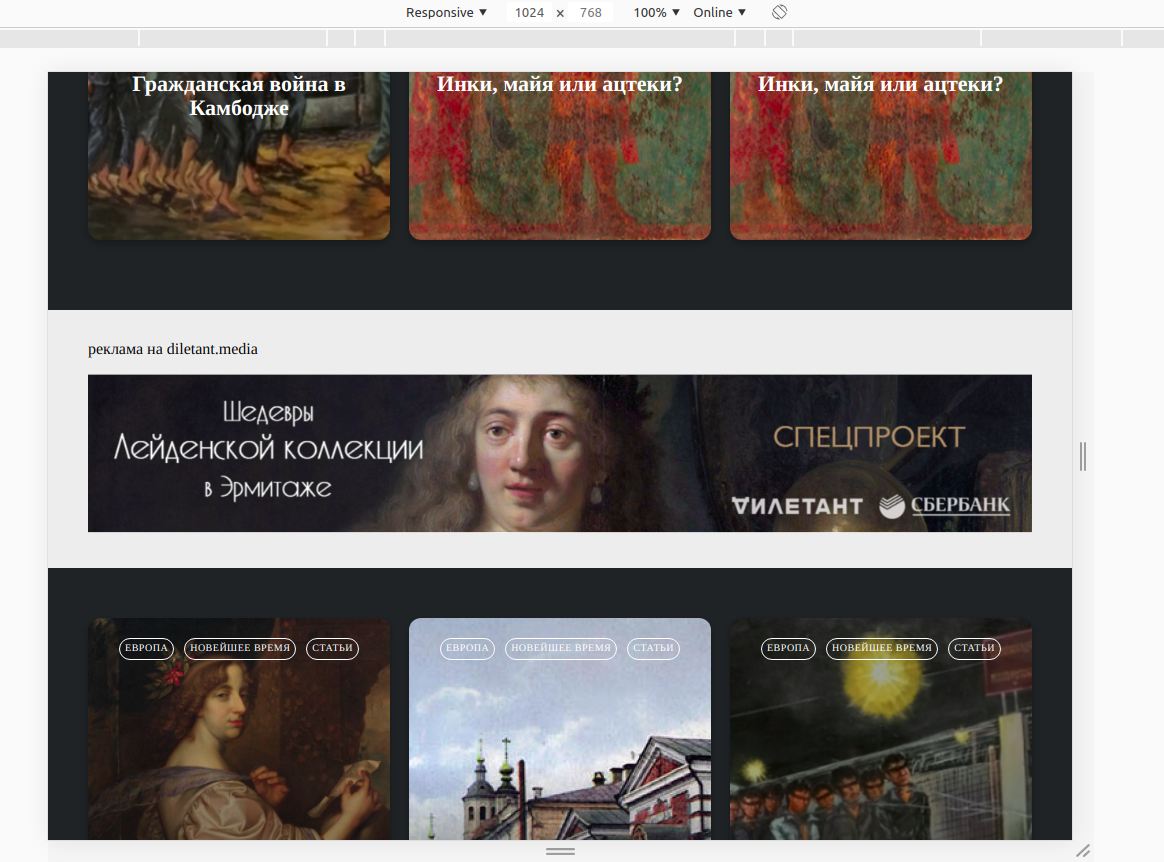 Responsive ▼ 1024 x 768 100% ▼ Online ▼
Гражданская война в
Камбодже
Инки, майя или ацтеки?
Инки, майя или ацтеки?
реклама на diletant.media
Шедевры
Лейденской коллекции
в Эрмитаже
СПЕЦПРОЕКТ
ДИЛЕТАНТ СБЕРБАНК
ЕВРОПА НОВЕЙШЕЕ ВРЕМЯ СТАТЬИ
ЕВРОПА НОВЕЙШЕЕ ВРЕМЯ СТАТЬИ
ЕВРОПА НОВЕЙШЕЕ ВРЕМЯ СТАТЬИ